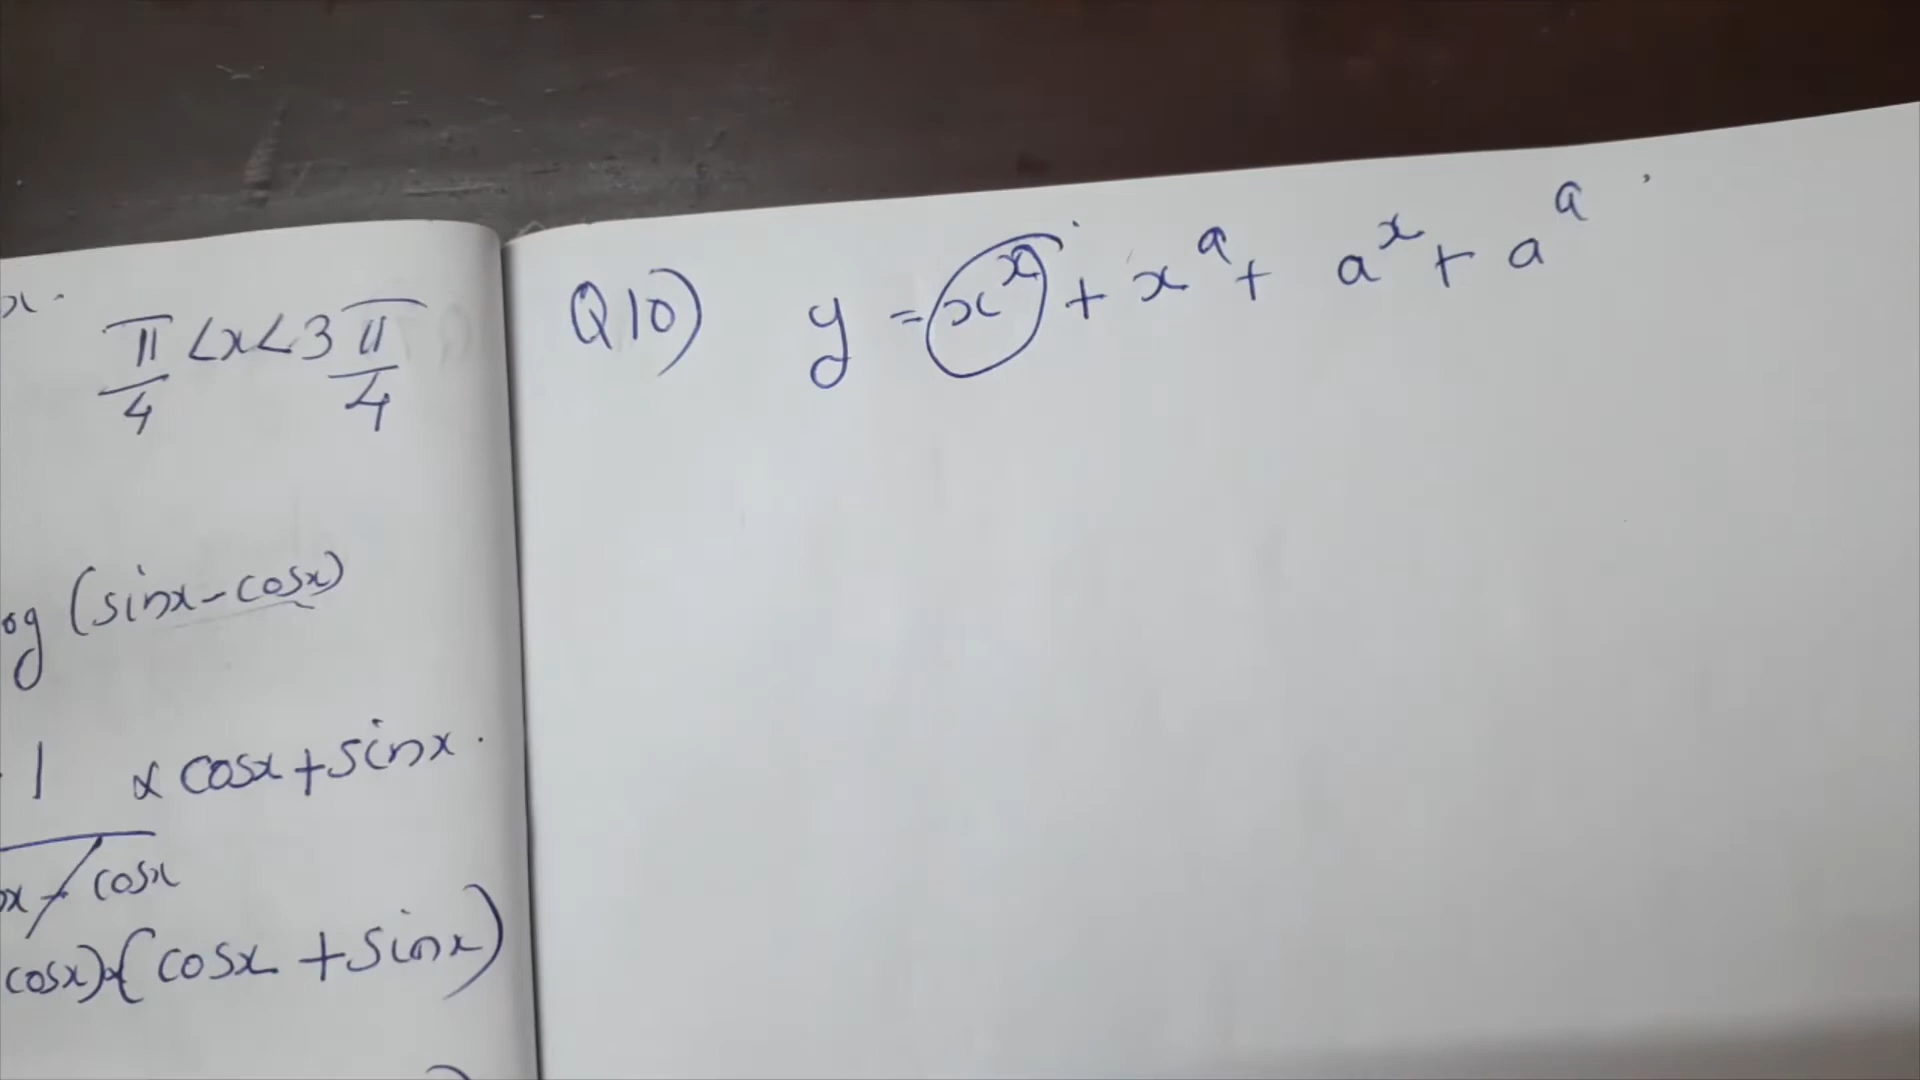 x.
π/4 <x< 3π/4
og (sinx-cosx)
1 × cosx+sinx.
x - cosx
cosx)×(cosx +sinx)
Q10) y = x^x + x^a + a^x + a^a